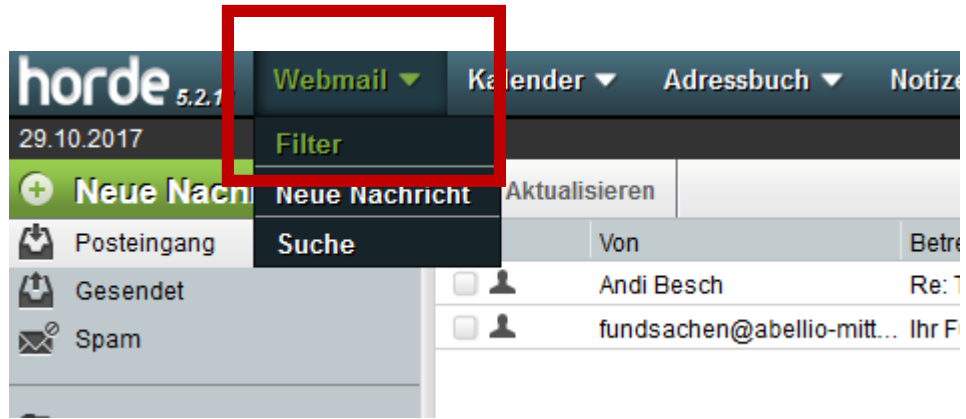 horde 5.2.1 Webmail Kalender Adressbuch
29.10.2017 Filter
Neue Nachricht Aktualisieren
Posteingang Suche Von
Gesendet Andi Besch Re:
Spam fundsachen@abellio-mitt... Ihr